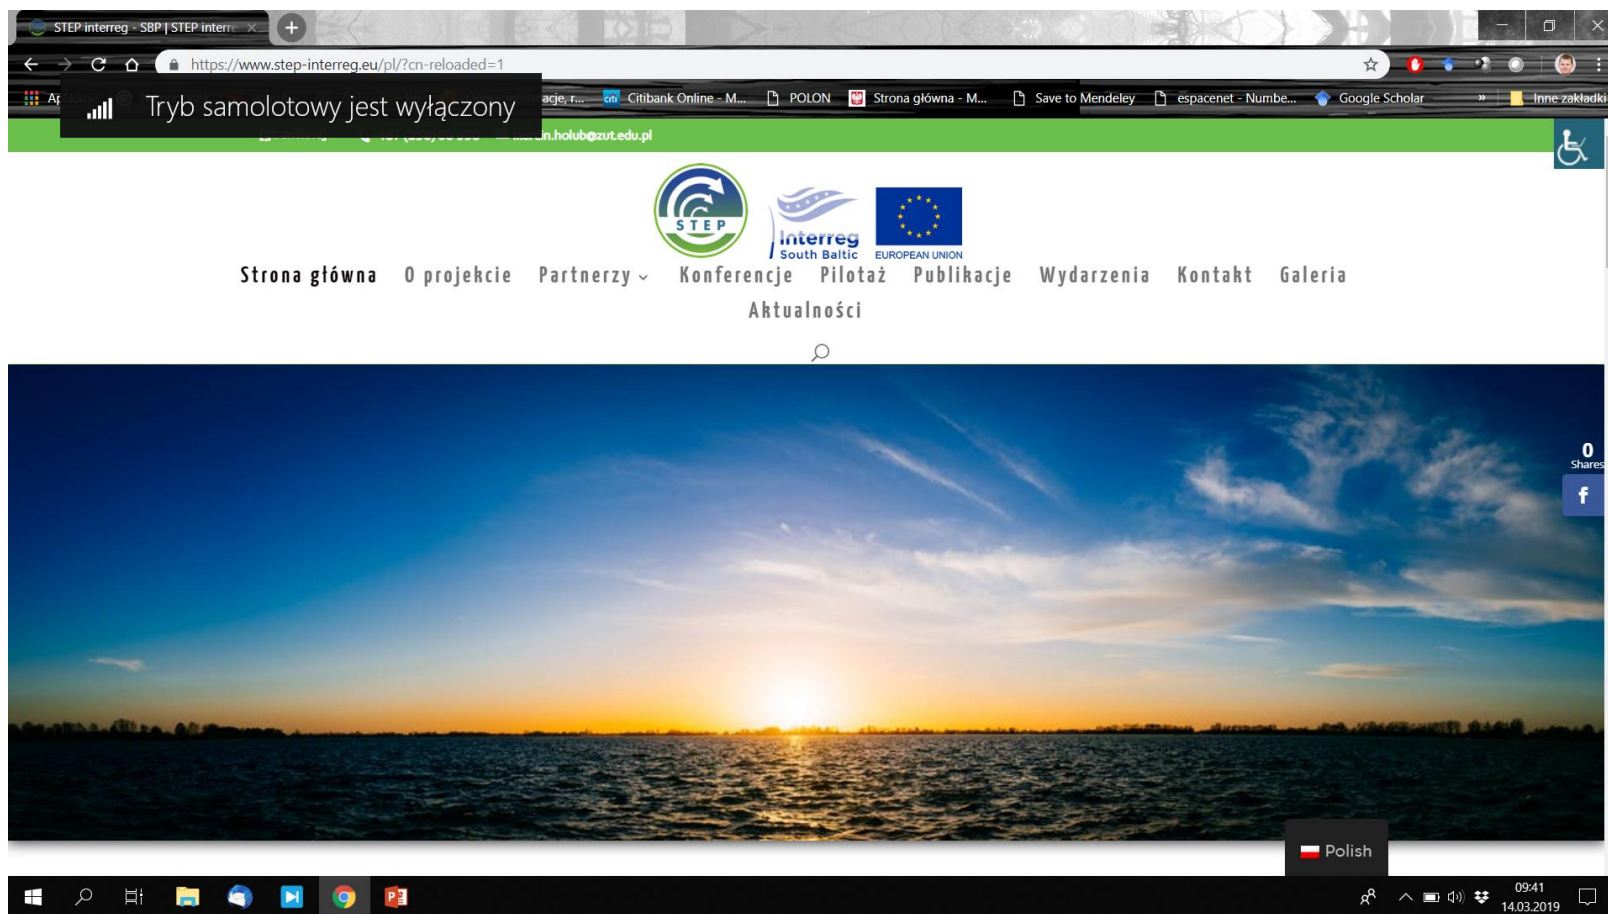 STEP interreg - SBP | STEP interre
https://www.step-interreg.eu/pl/?cn-reloaded=1
Tryb samolotowy jest wyłączony
acje, r...
citi Citibank Online - M...
POLON
Strona główna - M...
Save to Mendeley
espacenet - Numbe...
Google Scholar
»
Inne zakładki
in.holub@zut.edu.pl
STEP
Interreg
South Baltic
EUROPEAN UNION
Strona główna O projekcie Partnerzy Konferencje Pilotaż Publikacje Wydarzenia Kontakt Galeria
Aktualności
0
Shares
f
Polish
09:41
14.03.2019